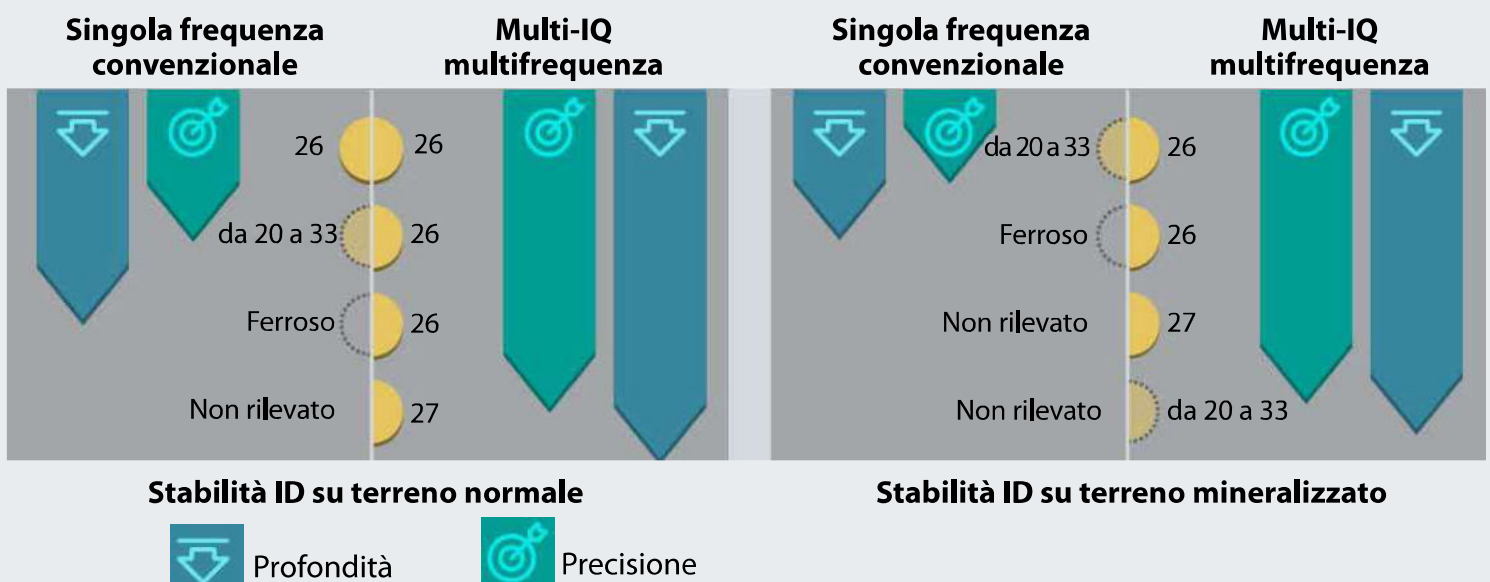 Singola frequenza
convenzionale
Multi-IQ
multifrequenza
26
26
da 20 a 33
26
Ferroso
26
Non rilevato
27
Stabilità ID su terreno normale
Singola frequenza
convenzionale
Multi-IQ
multifrequenza
da 20 a 33
26
Ferroso
26
Non rilevato
27
Non rilevato
da 20 a 33
Stabilità ID su terreno mineralizzato
Profondità
Precisione